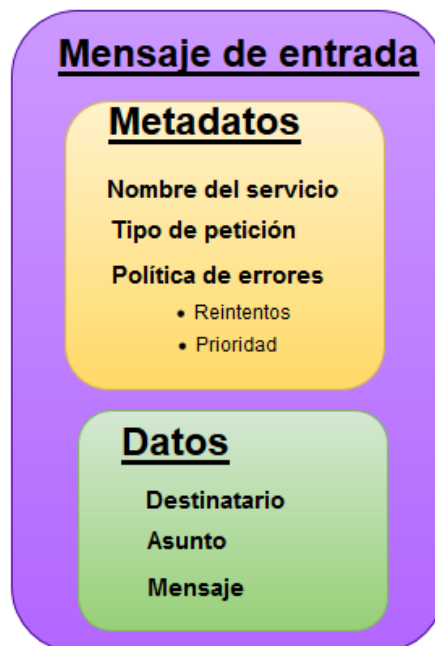 Mensaje de entrada
Metadatos
Nombre del servicio
Tipo de petición
Política de errores
• Reintentos
• Prioridad
Datos
Destinatario
Asunto
Mensaje